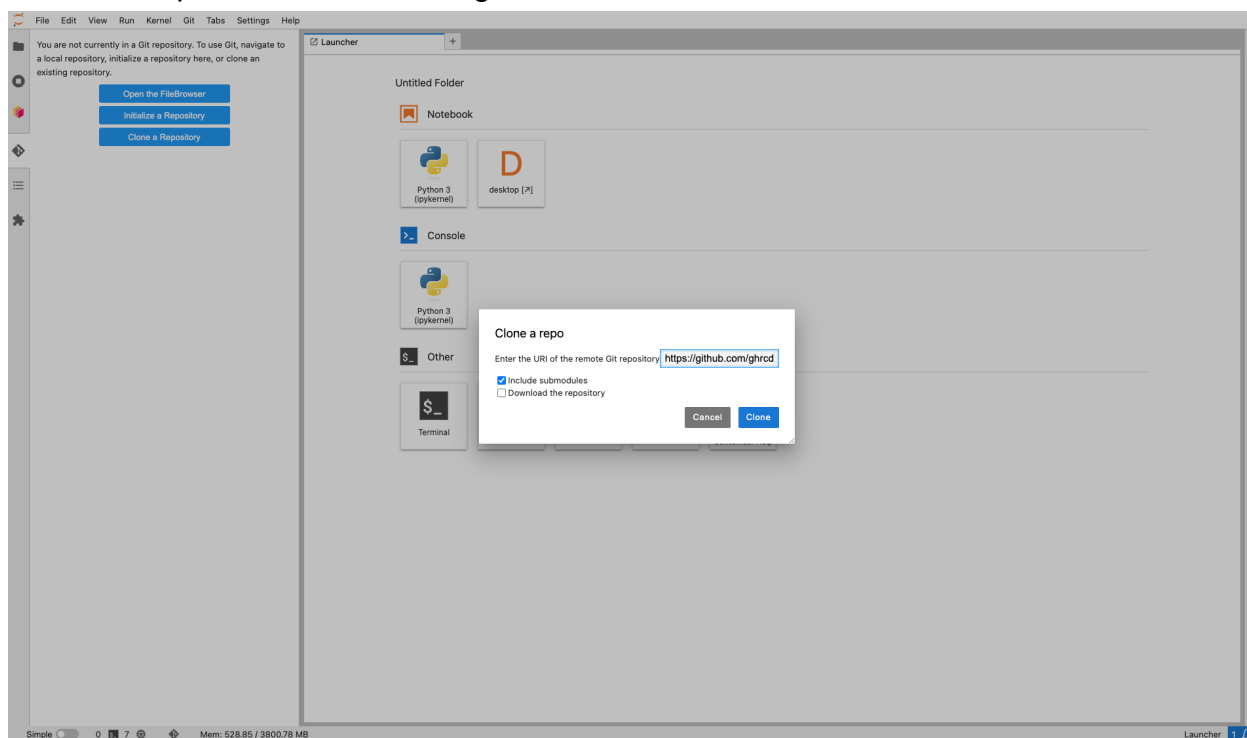 File Edit View Run Kernel Git Tabs Settings Help
You are not currently in a Git repository. To use Git, navigate to
a local repository, initialize a repository here, or clone an
existing repository.
Open the FileBrowser
Initialize a Repository
Clone a Repository
Launcher +
Untitled Folder
Notebook
Python 3
(ipykernel)
D
desktop [↗]
Console
Python 3
(ipykernel)
$_ Other
$_
Terminal
Clone a repo
Enter the URI of the remote Git repository https://github.com/ghrcd
Include submodules
Download the repository
Cancel Clone
Simple 0 7 Mem: 528.85 / 3800.78 MB
Launcher 1